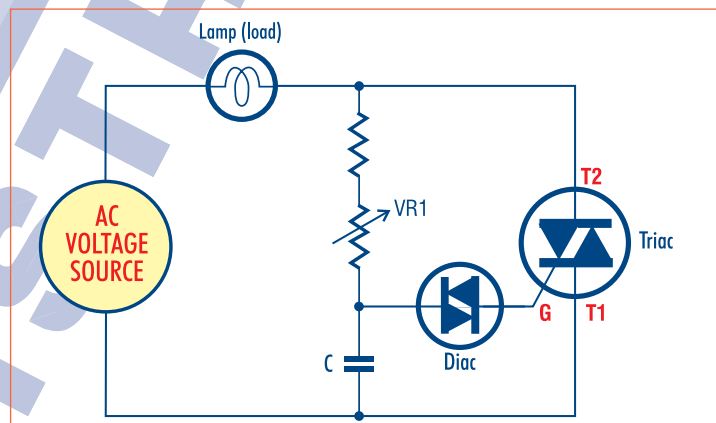 Lamp (load)
T2
VR1
AC
VOLTAGE
SOURCE
Triac
G
T1
C
Diac